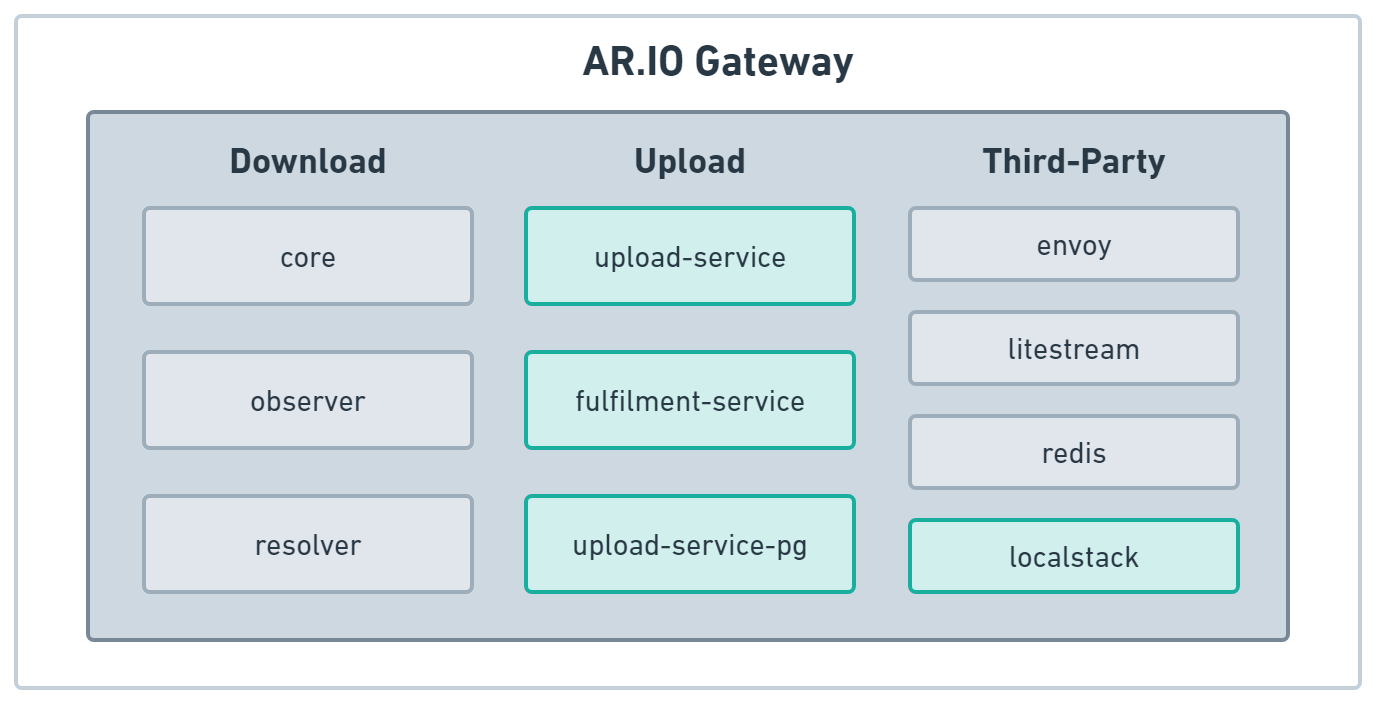 AR.IO Gateway
Download
core
observer
resolver
Upload
upload-service
fulfilment-service
upload-service-pg
Third-Party
envoy
litestream
redis
localstack